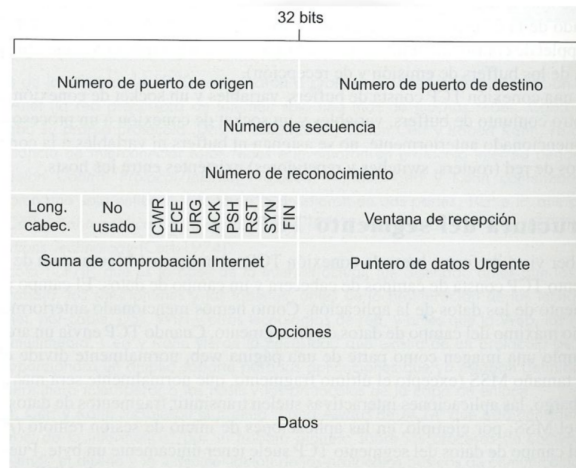 32 bits
Número de puerto de origen
Número de puerto de destino
Número de secuencia
Número de reconocimiento
Long. cabec.
No usado
CWR
ECE
URG
ACK
PSH
RST
SYN
FIN
Ventana de recepción
Suma de comprobación Internet
Puntero de datos Urgente
Opciones
Datos